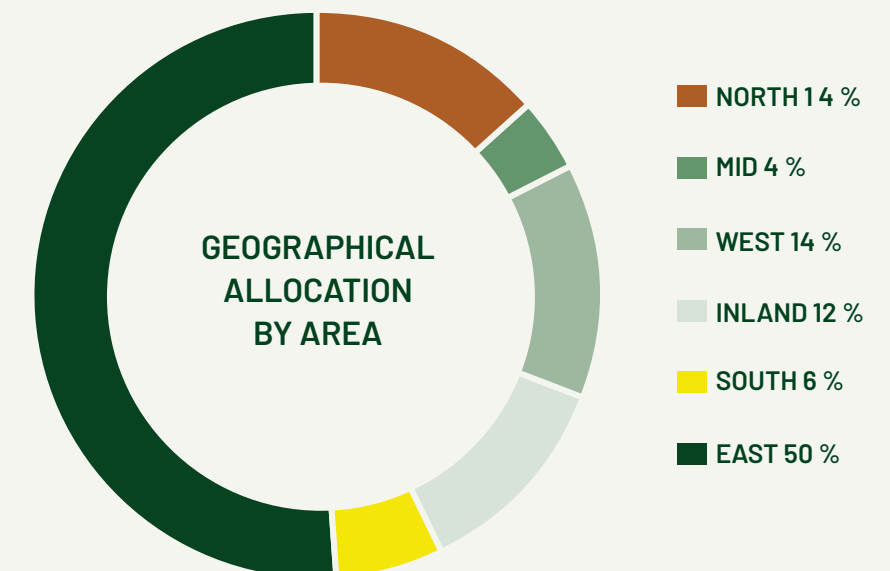 GEOGRAPHICAL
ALLOCATION
BY AREA
NORTH 1 4 %
MID 4 %
WEST 14 %
INLAND 12 %
SOUTH 6 %
EAST 50 %